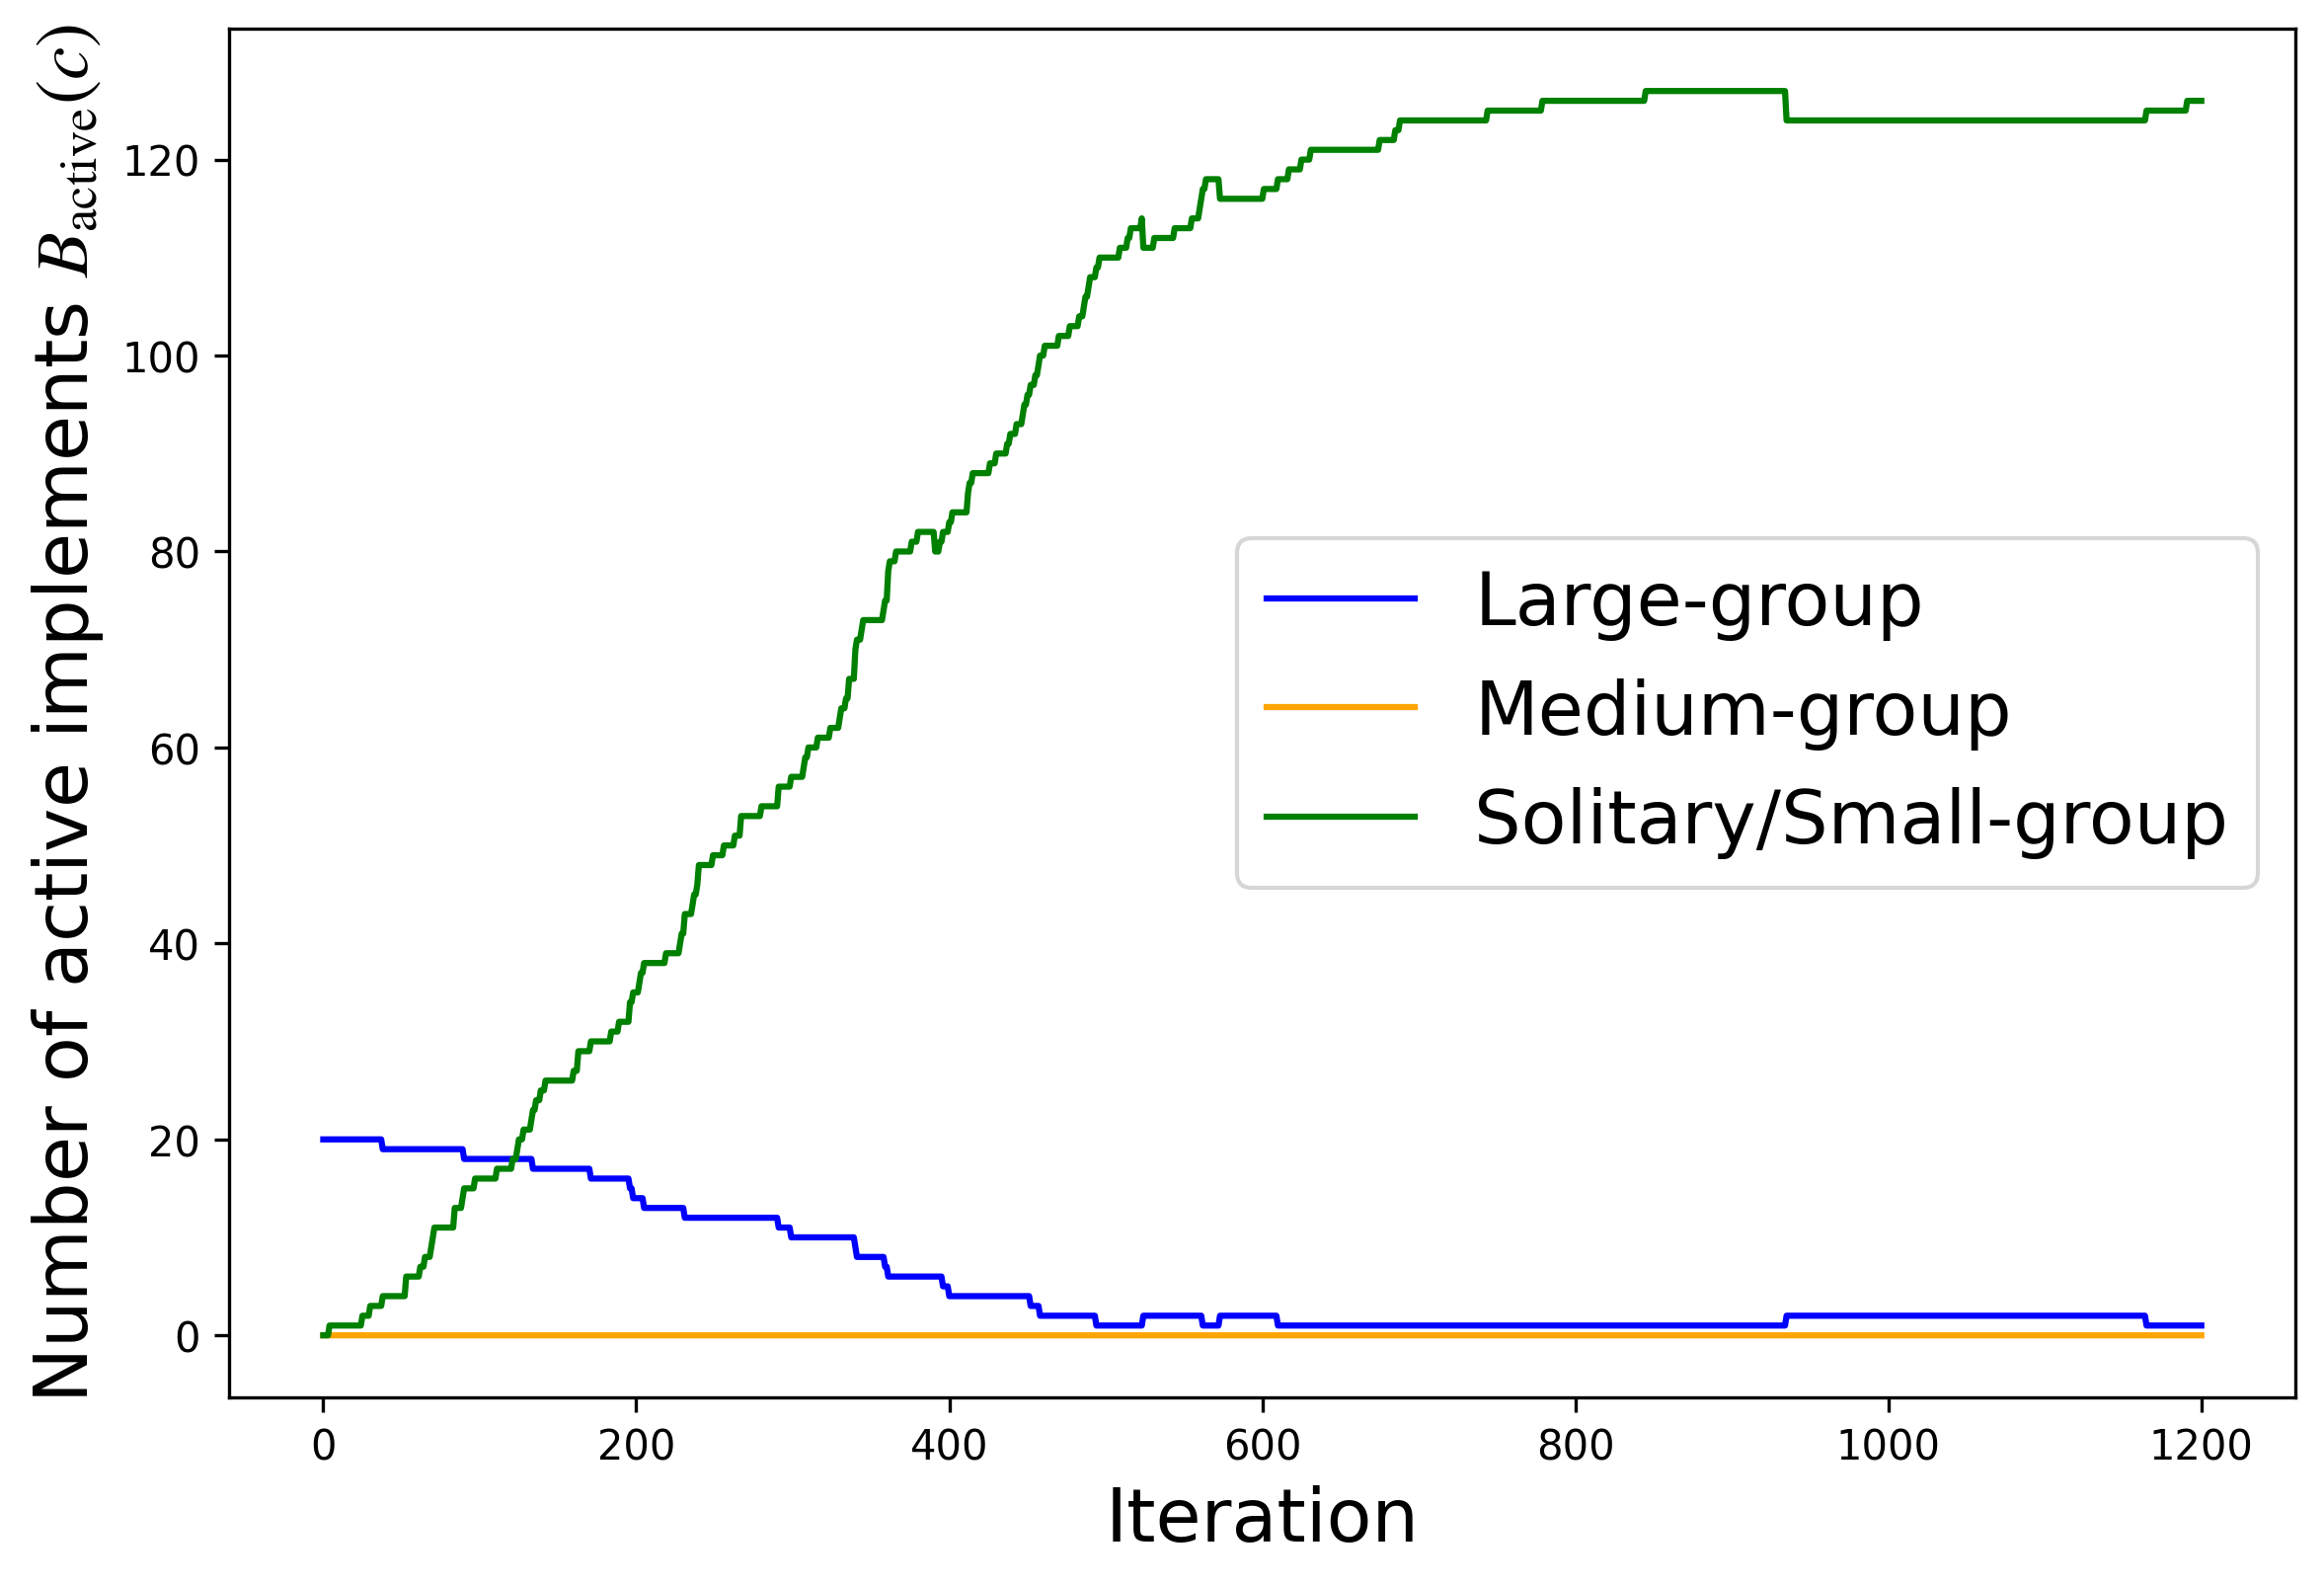 Number of active implements B_active(c)
120
100
80
60
40
20
0
Large-group
Medium-group
Solitary/Small-group
0 200 400 600 800 1000 1200
Iteration